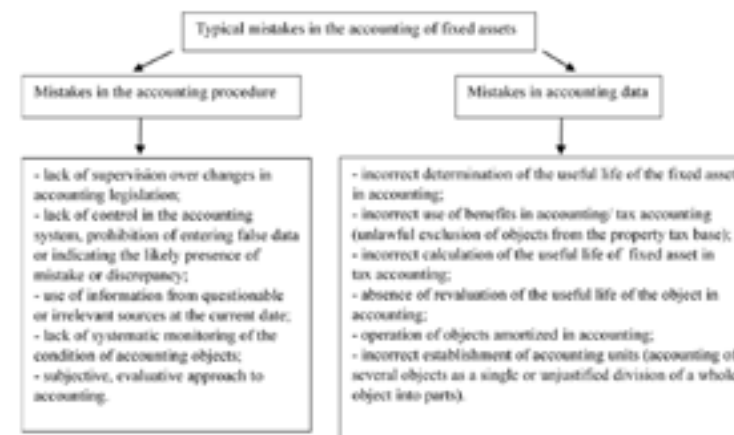 Typical mistakes in the accounting of fixed assets
Mistakes in the accounting procedure
Mistakes in accounting data
- lack of supervision over changes in
accounting legislation;
- lack of control in the accounting
system, prohibition of entering false data
or indicating the likely presence of
mistake or discrepancy;
- use of information from questionable
or irrelevant sources at the current date;
- lack of systematic monitoring of the
condition of accounting objects;
- subjective, evaluative approach to
accounting.
- incorrect determination of the useful life of the fixed asset
in accounting;
- incorrect use of benefits in accounting/ tax accounting
(unlawful exclusion of objects from the property tax base);
- incorrect calculation of the useful life of fixed asset in
tax accounting;
- absence of revaluation of the useful life of the object in
accounting;
- operation of objects amortized in accounting;
- incorrect establishment of accounting units (accounting of
several objects as a single or unjustified division of a whole
object into parts).